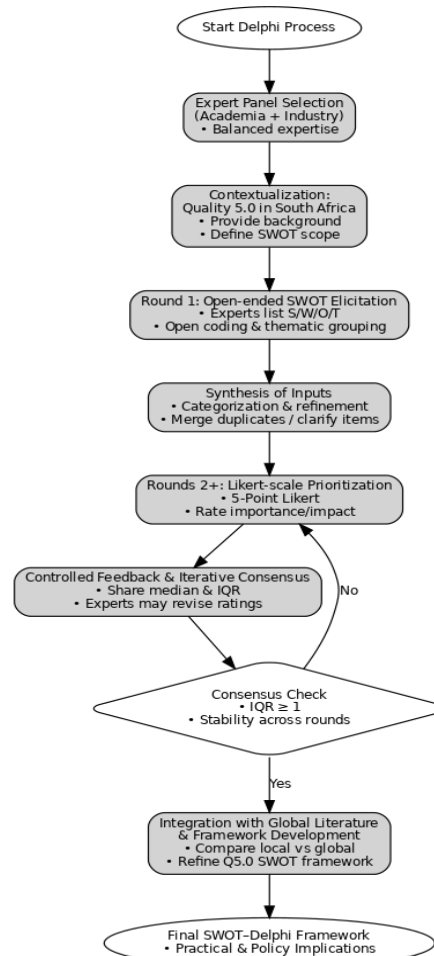 Start Delphi Process
Expert Panel Selection
(Academia + Industry)
• Balanced expertise
Contextualization:
Quality 5.0 in South Africa
• Provide background
• Define SWOT scope
Round 1: Open-ended SWOT Elicitation
• Experts list S/W/O/T
• Open coding & thematic grouping
Synthesis of Inputs
• Categorization & refinement
• Merge duplicates / clarify items
Rounds 2+: Likert-scale Prioritization
• 5-Point Likert
• Rate importance/impact
Controlled Feedback & Iterative Consensus
• Share median & IQR
• Experts may revise ratings
No
Consensus Check
• IQR ≥ 1
• Stability across rounds
Yes
Integration with Global Literature
& Framework Development
• Compare local vs global
• Refine Q5.0 SWOT framework
Final SWOT–Delphi Framework
• Practical & Policy Implications